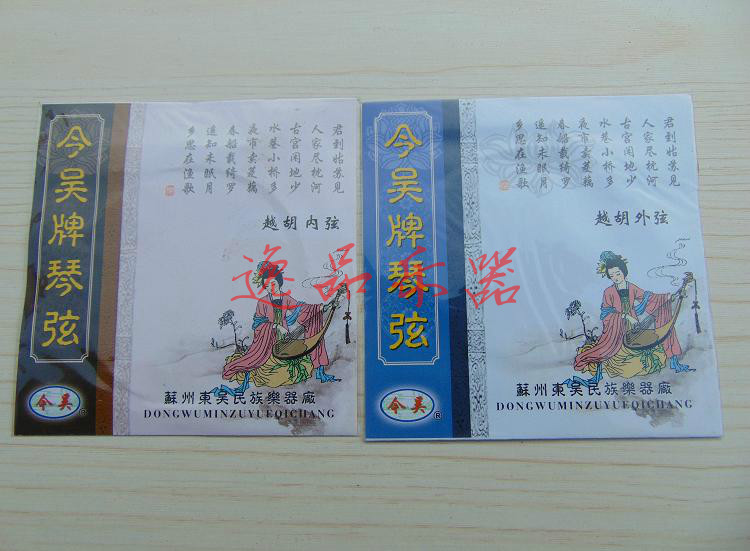 今吴牌琴弦
今吴
®
君到姑苏见
人家尽枕河
古宫闲地少
水巷小桥多
夜市卖菱藕
春船载绮罗
遥知未眠月
乡思在渔歌
越胡内弦
蘇州東吴民族樂器廠
DONGWUMINZUYUEQICHANG
今吴牌琴弦
今吴
®
君到姑苏见
人家尽枕河
古宫闲地少
水巷小桥多
夜市卖菱藕
春船载绮罗
遥知未眠月
乡思在渔歌
越胡外弦
蘇州東吴民族樂器廠
DONGWUMINZUYUEQICHANG
逸品乐器